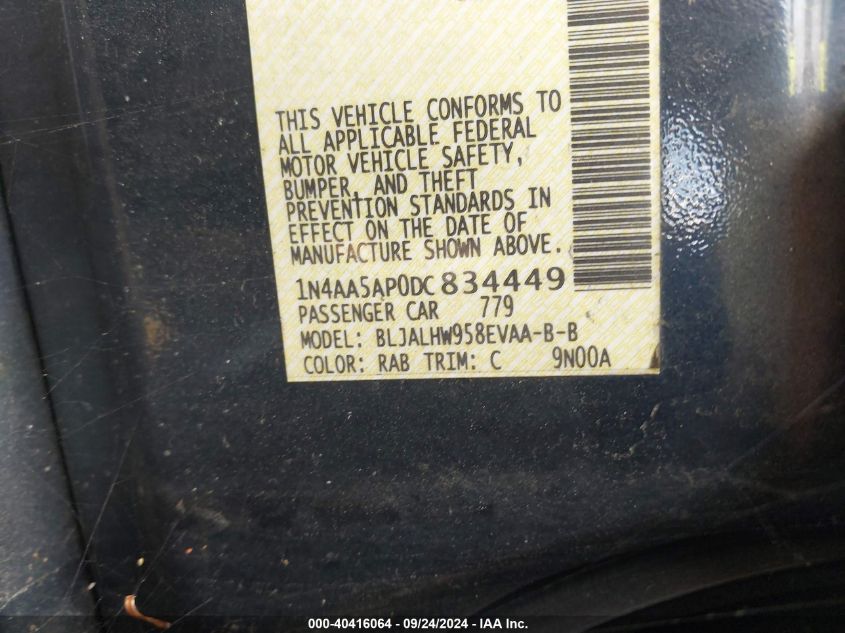 THIS VEHICLE CONFORMS TO
ALL APPLICABLE FEDERAL
MOTOR VEHICLE SAFETY,
BUMPER, AND THEFT
PREVENTION STANDARDS IN
EFFECT ON THE DATE OF
MANUFACTURE SHOWN ABOVE.
1N4AA5AP0DC834449
PASSENGER CAR 779
MODEL: BLJALHW958EVAA-B-B
COLOR: RAB TRIM: C 9N00A
000-40416064 - 09/24/2024 - IAA Inc.